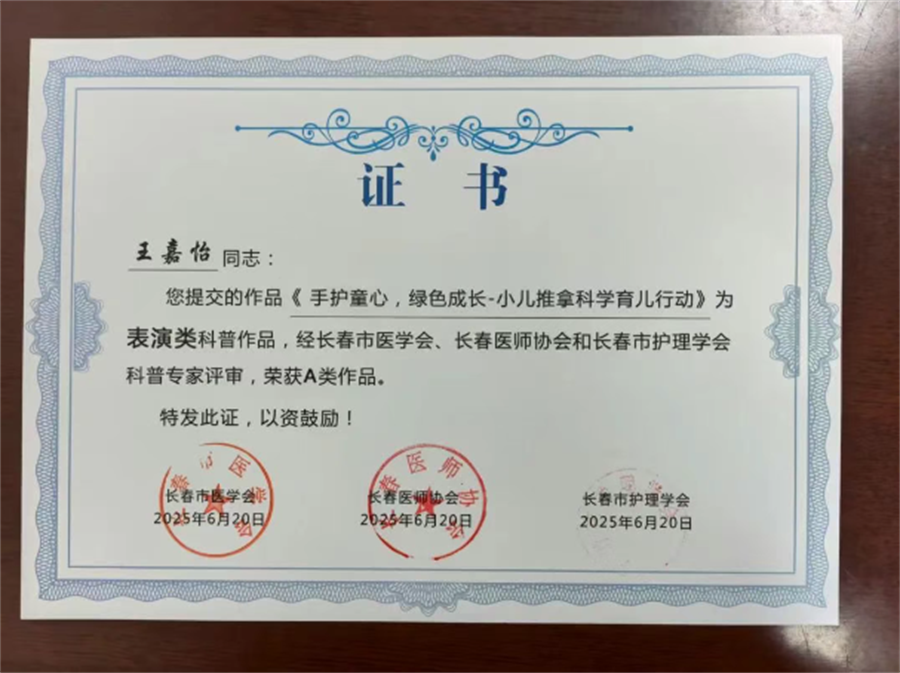 证 书
王嘉怡 同志：
您提交的作品《 手护童心，绿色成长-小儿推拿科学育儿行动》为
表演类科普作品，经长春市医学会、长春医师协会和长春市护理学会
科普专家评审，荣获A类作品。
特发此证，以资鼓励！
长春市医学会
2025年6月20日
长春医师协会
2025年6月20日
长春市护理学会
2025年6月20日